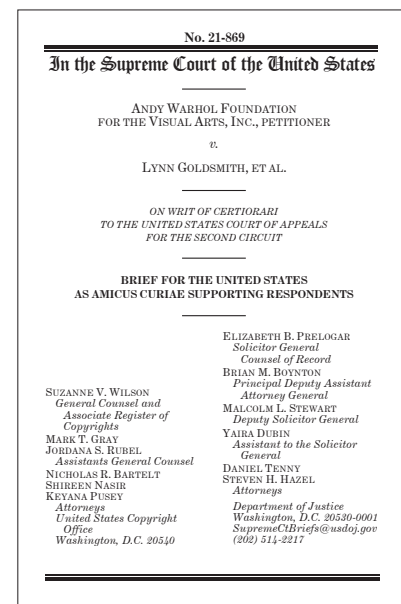 No. 21-869
In the Supreme Court of the United States
ANDY WARHOL FOUNDATION
FOR THE VISUAL ARTS, INC., PETITIONER
v.
LYNN GOLDSMITH, ET AL.
ON WRIT OF CERTIORARI
TO THE UNITED STATES COURT OF APPEALS
FOR THE SECOND CIRCUIT
BRIEF FOR THE UNITED STATES
AS AMICUS CURIAE SUPPORTING RESPONDENTS
SUZANNE V. WILSON
General Counsel and
Associate Register of
Copyrights
MARK T. GRAY
JORDANA S. RUBEL
Assistants General Counsel
NICHOLAS R. BARTELT
SHIREEN NASIR
KEYANA PUSEY
Attorneys
United States Copyright
Office
Washington, D.C. 20540
ELIZABETH B. PRELOGAR
Solicitor General
Counsel of Record
BRIAN M. BOYNTON
Principal Deputy Assistant
Attorney General
MALCOLM L. STEWART
Deputy Solicitor General
YAIRA DUBIN
Assistant to the Solicitor
General
DANIEL TENNY
STEVEN H. HAZEL
Attorneys
Department of Justice
Washington, D.C. 20530-0001
SupremeCtBriefs@usdoj.gov
(202) 514-2217